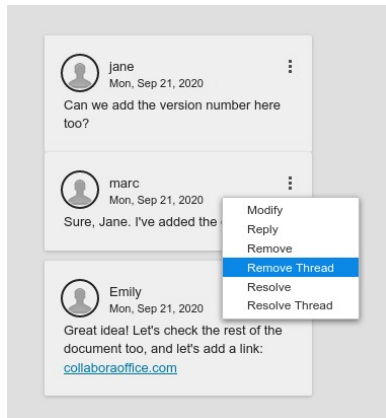 jane
Mon, Sep 21, 2020
Can we add the version number here
too?
marc
Mon, Sep 21, 2020
Sure, Jane. I've added the
Modify
Reply
Remove
Remove Thread
Resolve
Resolve Thread
Emily
Mon, Sep 21, 2020
Great idea! Let's check the rest of the
document too, and let's add a link:
collaboraoffice.com